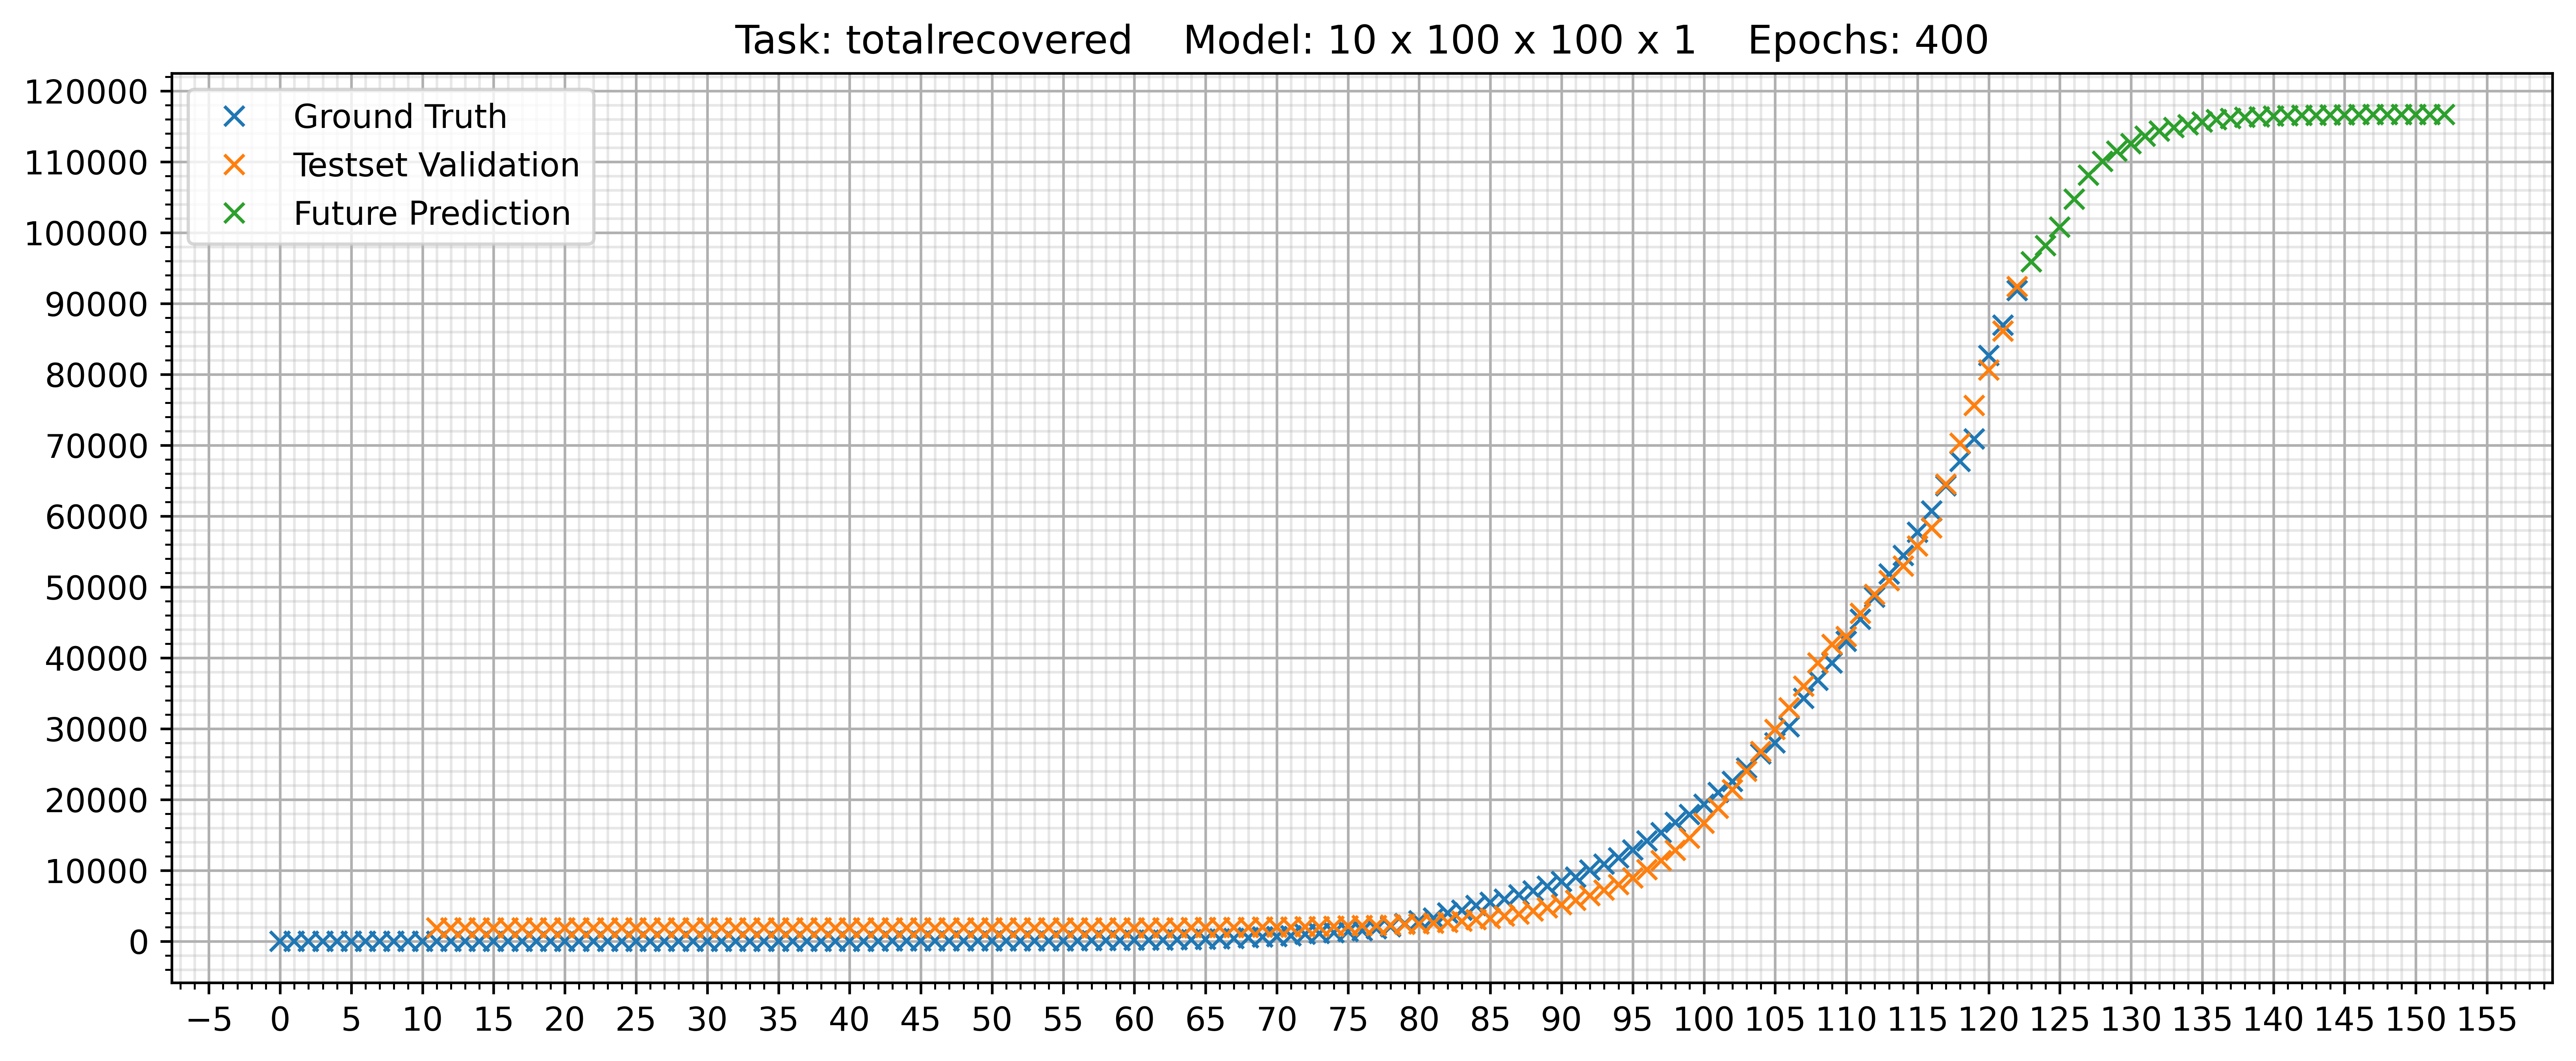 Task: totalrecovered    Model: 10 x 100 x 100 x 1    Epochs: 400
120000
110000
100000
90000
80000
70000
60000
50000
40000
30000
20000
10000
0
Ground Truth
Testset Validation
Future Prediction
−5 0 5 10 15 20 25 30 35 40 45 50 55 60 65 70 75 80 85 90 95 100 105 110 115 120 125 130 135 140 145 150 155